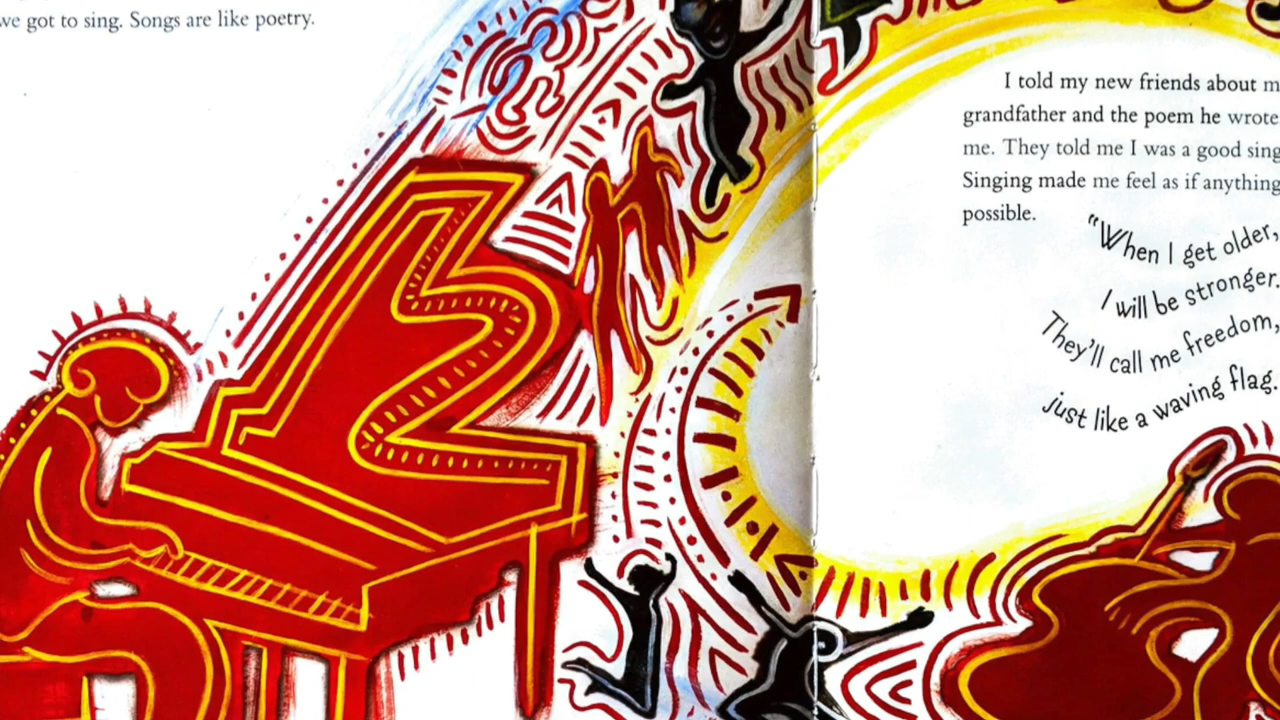 we got to sing. Songs are like poetry.
I told my new friends about m
grandfather and the poem he wrote
me. They told me I was a good sing
Singing made me feel as if anything
possible.
“When I get older,
I will be stronger.
They’ll call me freedom,
just like a waving flag.